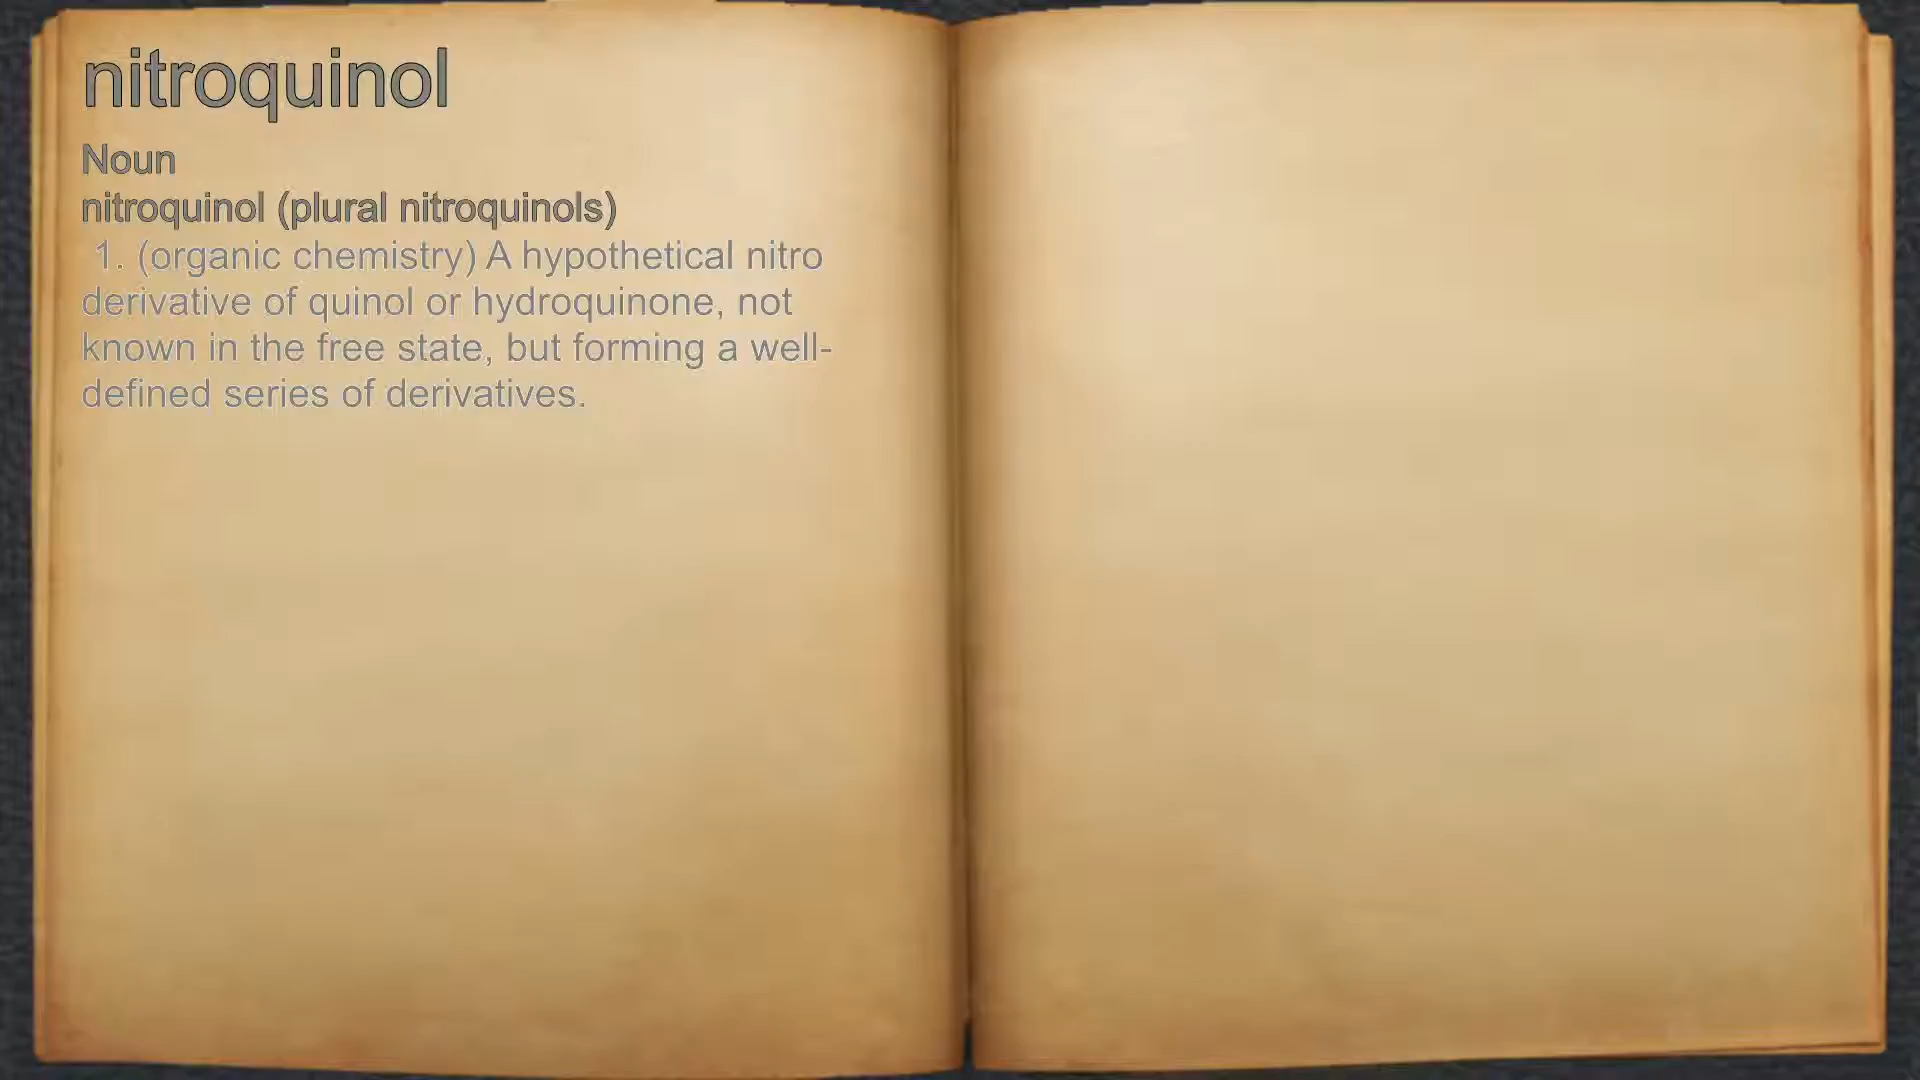 nitroquinol
Noun
nitroquinol (plural nitroquinols)
1. (organic chemistry) A hypothetical nitro
derivative of quinol or hydroquinone, not
known in the free state, but forming a well-
defined series of derivatives.